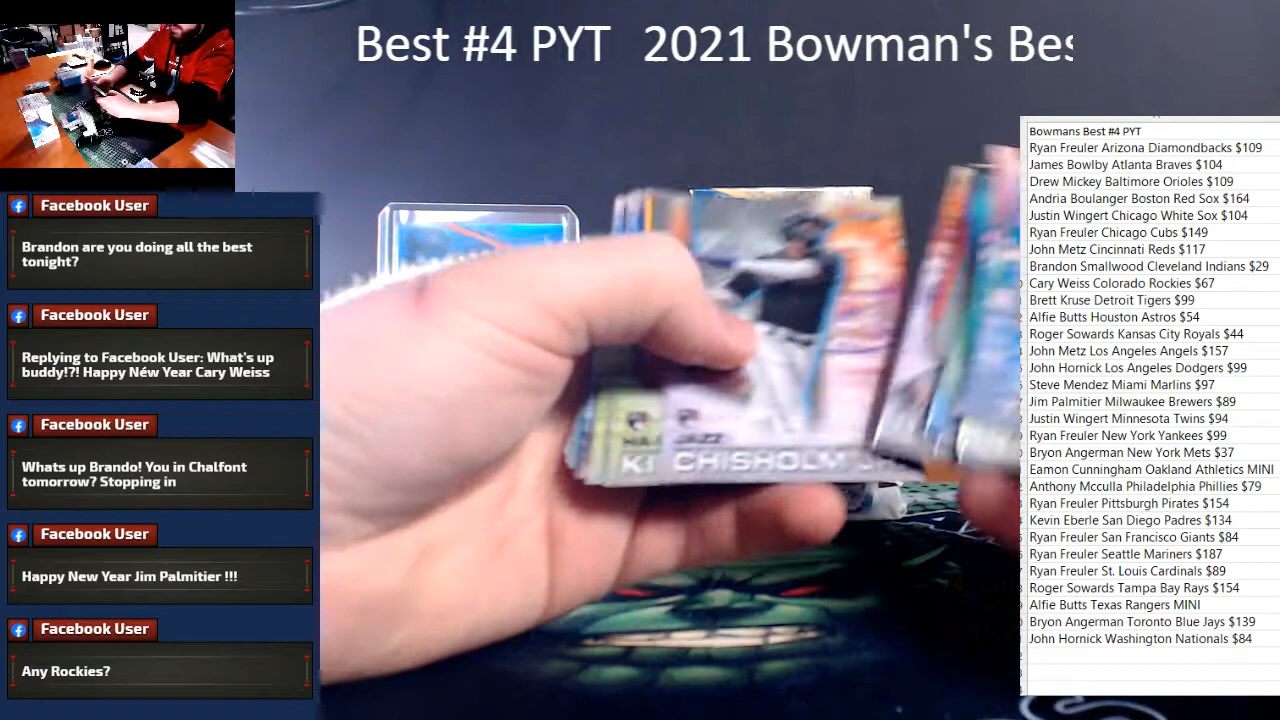 Best #4 PYT 2021 Bowman's Bes
Facebook User
Brandon are you doing all the best
tonight?
Facebook User
Replying to Facebook User: What's up
buddy!?! Happy Néw Year Cary Weiss
Facebook User
Whats up Brando! You in Chalfont
tomorrow? Stopping in
Facebook User
Happy New Year Jim Palmitier !!!
Facebook User
Any Rockies?
JAZZ
CHISHOLM
HA
KI
Bowmans Best #4 PYT
Ryan Freuler Arizona Diamondbacks $109
James Bowlby Atlanta Braves $104
Drew Mickey Baltimore Orioles $109
Andria Boulanger Boston Red Sox $164
Justin Wingert Chicago White Sox $104
Ryan Freuler Chicago Cubs $149
John Metz Cincinnati Reds $117
Brandon Smallwood Cleveland Indians $29
Cary Weiss Colorado Rockies $67
Brett Kruse Detroit Tigers $99
Alfie Butts Houston Astros $54
Roger Sowards Kansas City Royals $44
John Metz Los Angeles Angels $157
John Hornick Los Angeles Dodgers $99
Steve Mendez Miami Marlins $97
Jim Palmitier Milwaukee Brewers $89
Justin Wingert Minnesota Twins $94
Ryan Freuler New York Yankees $99
Bryon Angerman New York Mets $37
Eamon Cunningham Oakland Athletics MINI
Anthony Mcculla Philadelphia Phillies $79
Ryan Freuler Pittsburgh Pirates $154
Kevin Eberle San Diego Padres $134
Ryan Freuler San Francisco Giants $84
Ryan Freuler Seattle Mariners $187
Ryan Freuler St. Louis Cardinals $89
Roger Sowards Tampa Bay Rays $154
Alfie Butts Texas Rangers MINI
Bryon Angerman Toronto Blue Jays $139
John Hornick Washington Nationals $84